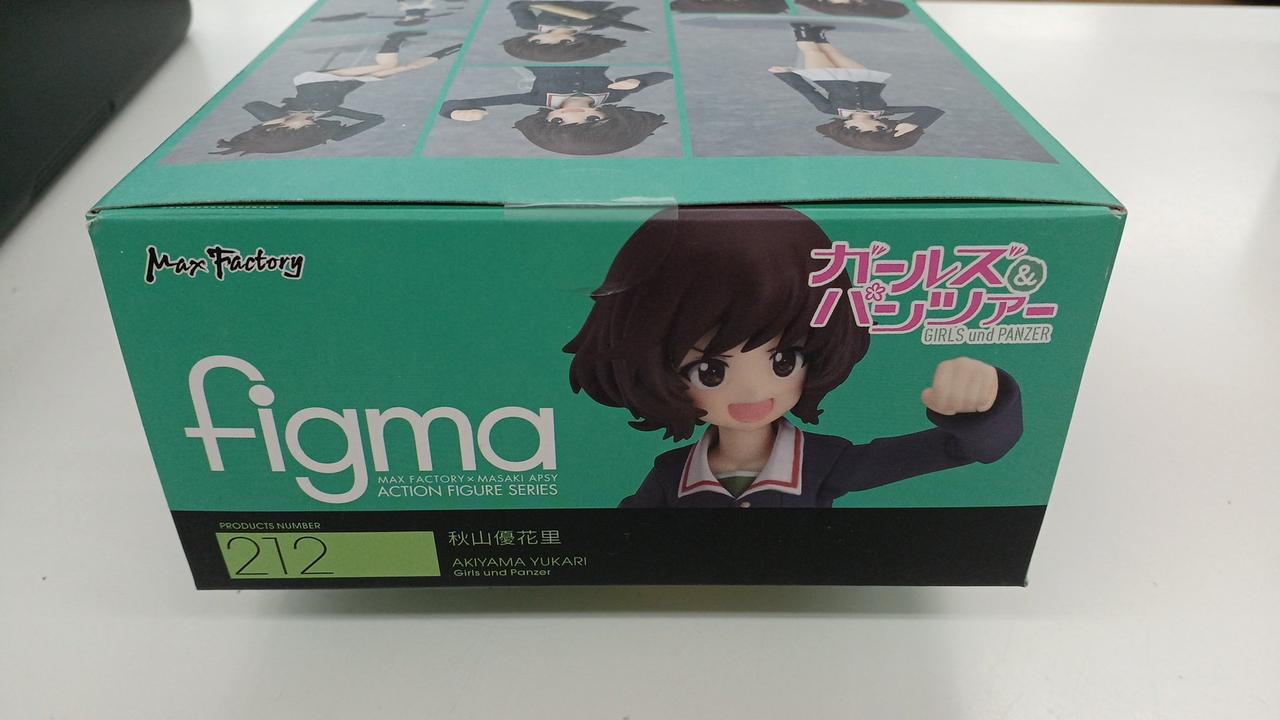 Max Factory
ガールズ&
パンツァー
GIRLS und PANZER
figma
MAX FACTORY × MASAKI APSY
ACTION FIGURE SERIES
PRODUCTS NUMBER
212
秋山優花里
AKIYAMA YUKARI
Girls und Panzer